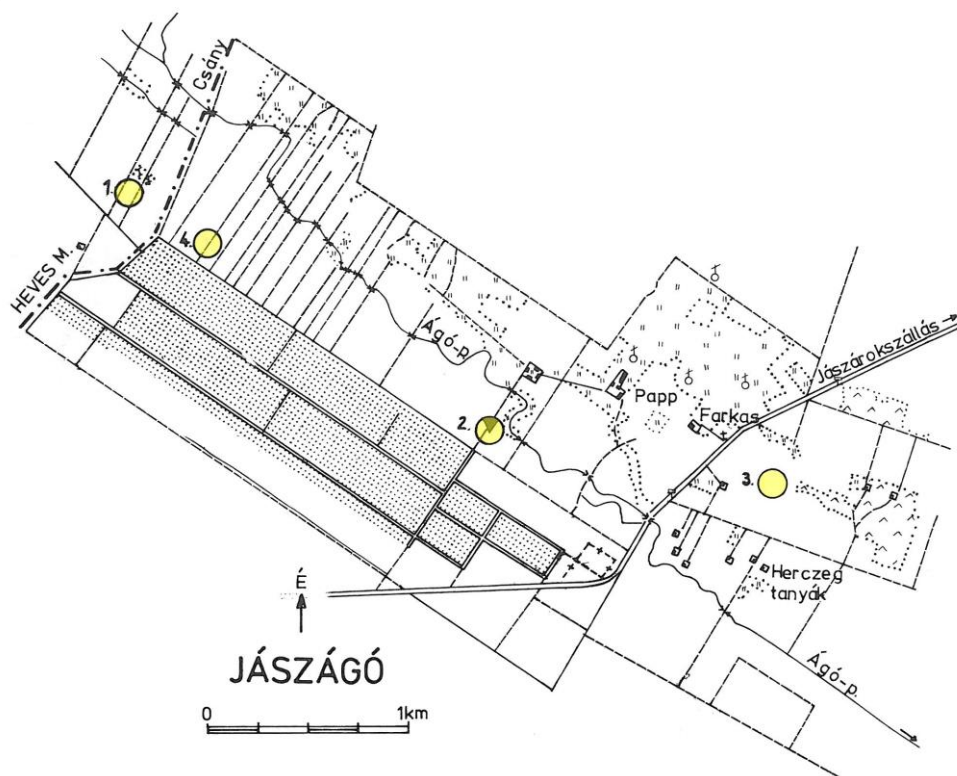 Csány
1.
4.
HEVES M.
Ágó-p.
Jászárokszállás
Papp
Farkas
2.
3.
Herczeg
tanyák
É
JÁSZÁGÓ
Ágó-p.
0 1km